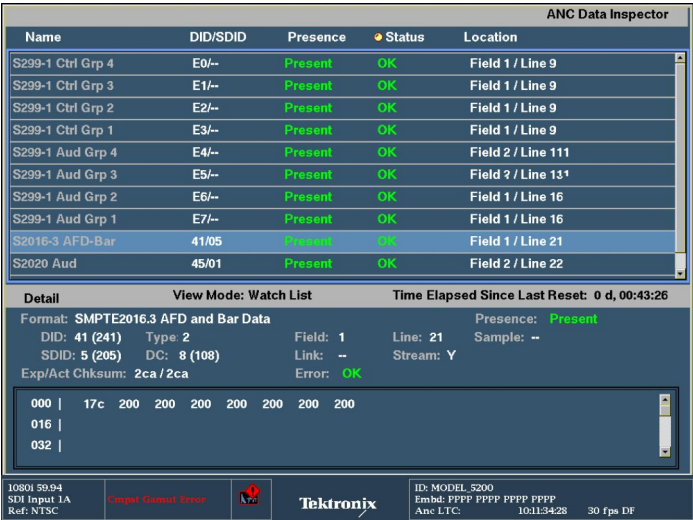 ANC Data Inspector
Name DID/SDID Presence Status Location
S299-1 Ctrl Grp 4 E0/-- Present OK Field 1 / Line 9
S299-1 Ctrl Grp 3 E1/-- Present OK Field 1 / Line 9
S299-1 Ctrl Grp 2 E2/-- Present OK Field 1 / Line 9
S299-1 Ctrl Grp 1 E3/-- Present OK Field 1 / Line 9
S299-1 Aud Grp 4 E4/-- Present OK Field 2 / Line 111
S299-1 Aud Grp 3 E5/-- Present OK Field 2 / Line 131
S299-1 Aud Grp 2 E6/-- Present OK Field 1 / Line 16
S299-1 Aud Grp 1 E7/-- Present OK Field 1 / Line 16
S2016-3 AFD-Bar 41/05 Present OK Field 1 / Line 21
S2020 Aud 45/01 Present OK Field 2 / Line 22
Detail View Mode: Watch List Time Elapsed Since Last Reset: 0 d, 00:43:26
Format: SMPTE2016.3 AFD and Bar Data Presence: Present
DID: 41 (241) Type: 2 Field: 1 Line: 21 Sample: --
SDID: 5 (205) DC: 8 (108) Link: -- Stream: Y
Exp/Act Chksum: 2ca / 2ca Error: OK
000 | 17c 200 200 200 200 200 200 200
016 |
032 |
1080i 59.94
SDI Input 1A
Ref: NTSC
Cmpst Gamut Error
Tektronix
ID: MODEL_5200
Embd: PPPP PPPP PPPP PPPP
Anc LTC: 10:11:34:28 30 fps DF